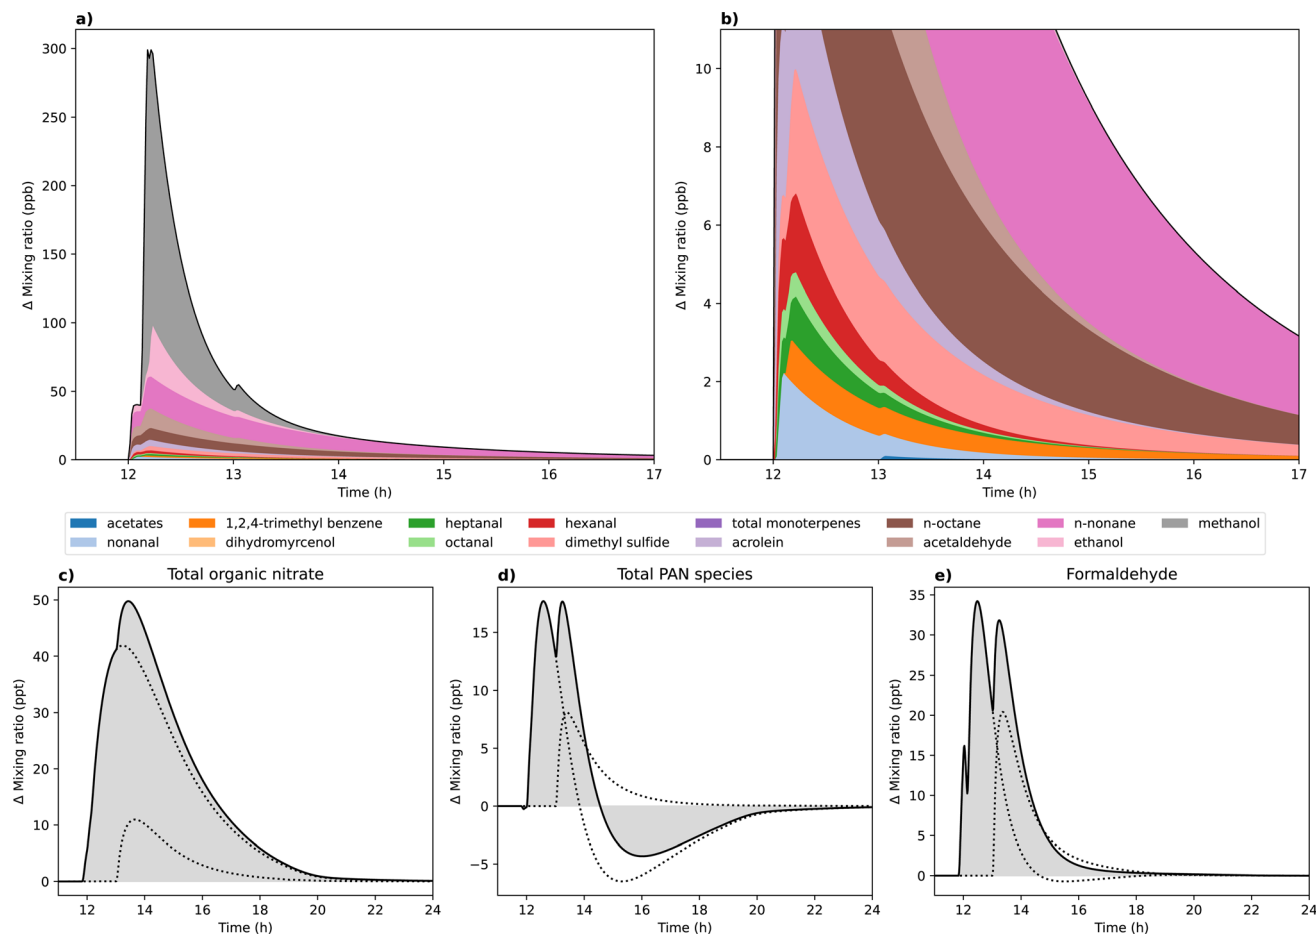 a)
Δ Mixing ratio (ppb)
300
250
200
150
100
50
0
12
13
14
15
16
17
Time (h)
b)
Δ Mixing ratio (ppb)
10
8
6
4
2
0
12
13
14
15
16
17
Time (h)
acetates
1,2,4-trimethyl benzene
heptanal
hexanal
total monoterpenes
n-octane
n-nonane
methanol
nonanal
dihydromyrcenol
octanal
dimethyl sulfide
acrolein
acetaldehyde
ethanol
c)
Total organic nitrate
Δ Mixing ratio (ppt)
50
40
30
20
10
0
12
14
16
18
20
22
24
Time (h)
d)
Total PAN species
Δ Mixing ratio (ppt)
15
10
5
0
−5
12
14
16
18
20
22
24
Time (h)
e)
Formaldehyde
Δ Mixing ratio (ppt)
35
30
25
20
15
10
5
0
12
14
16
18
20
22
24
Time (h)